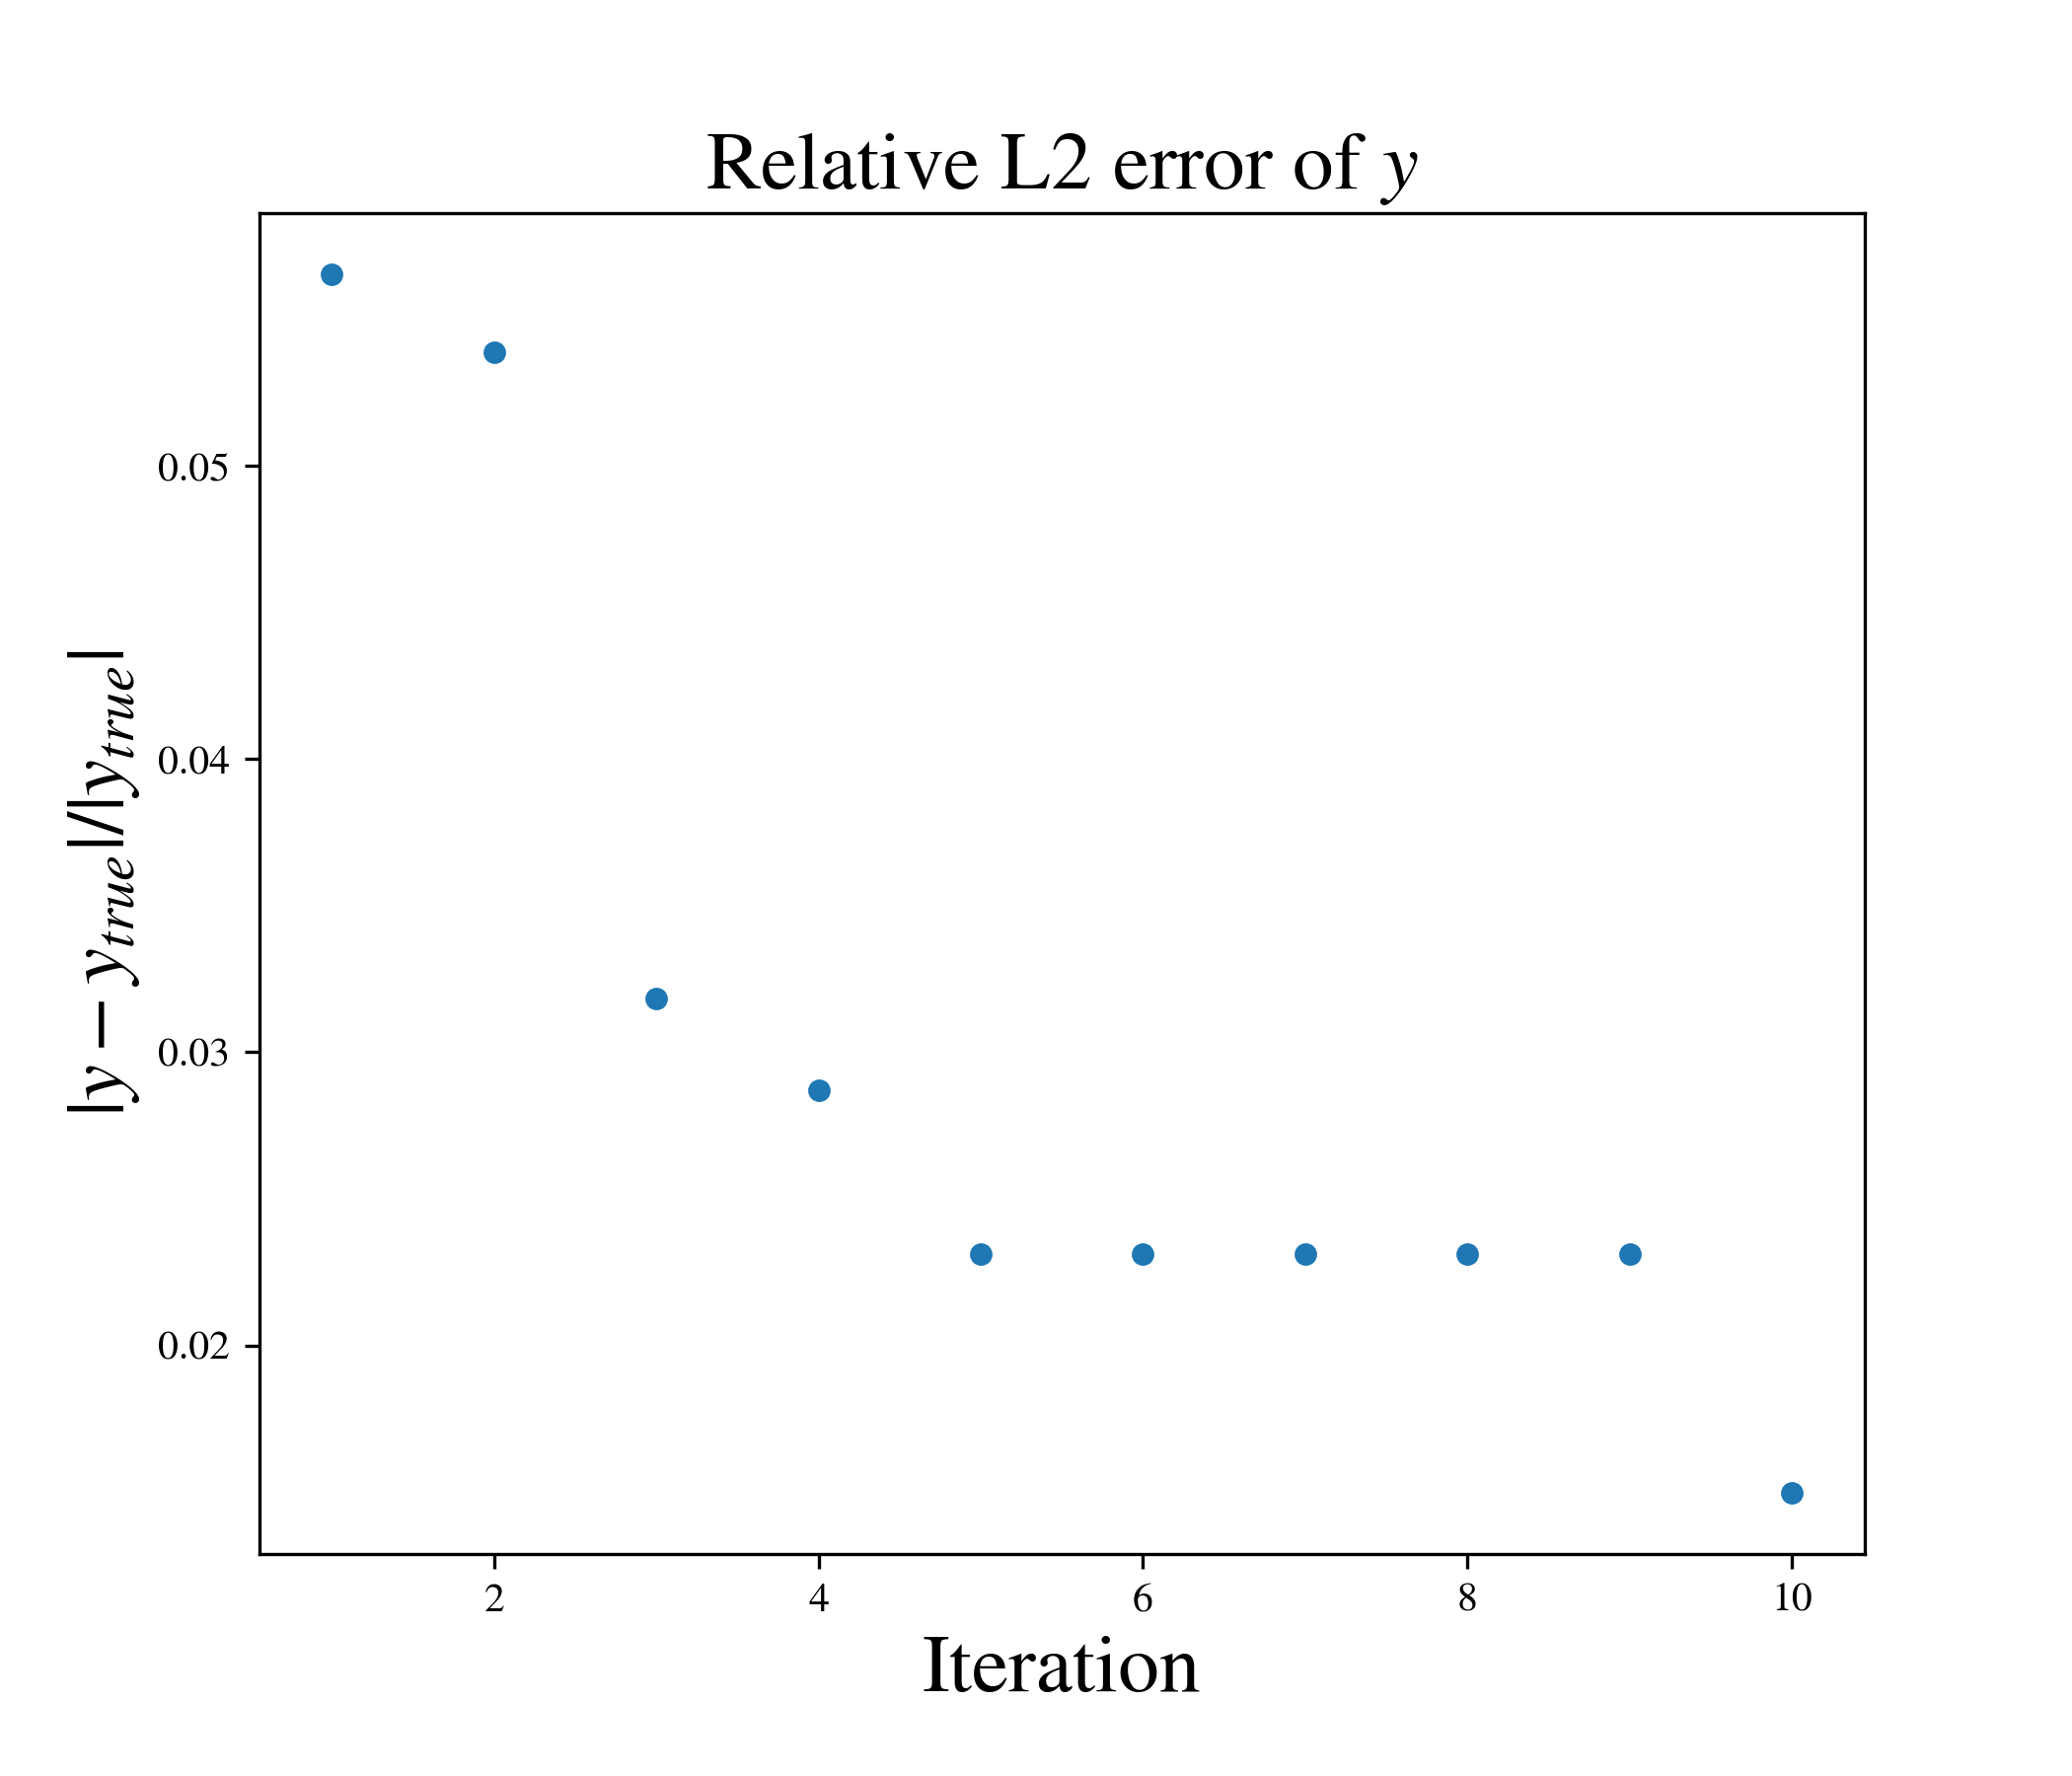 Relative L2 error of y
|y − y_true|/|y_true|
0.05
0.04
0.03
0.02
2 4 6 8 10
Iteration